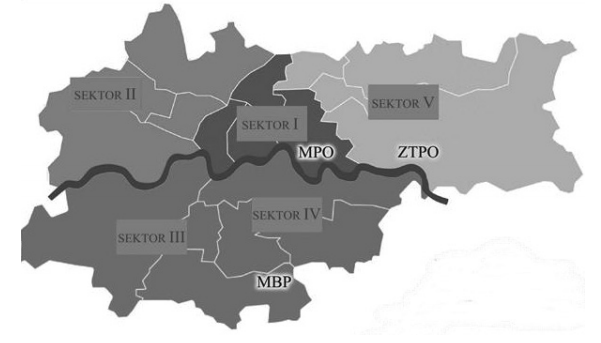 SEKTOR II
SEKTOR V
SEKTOR I
MPO
ZTPO
SEKTOR IV
SEKTOR III
MBP